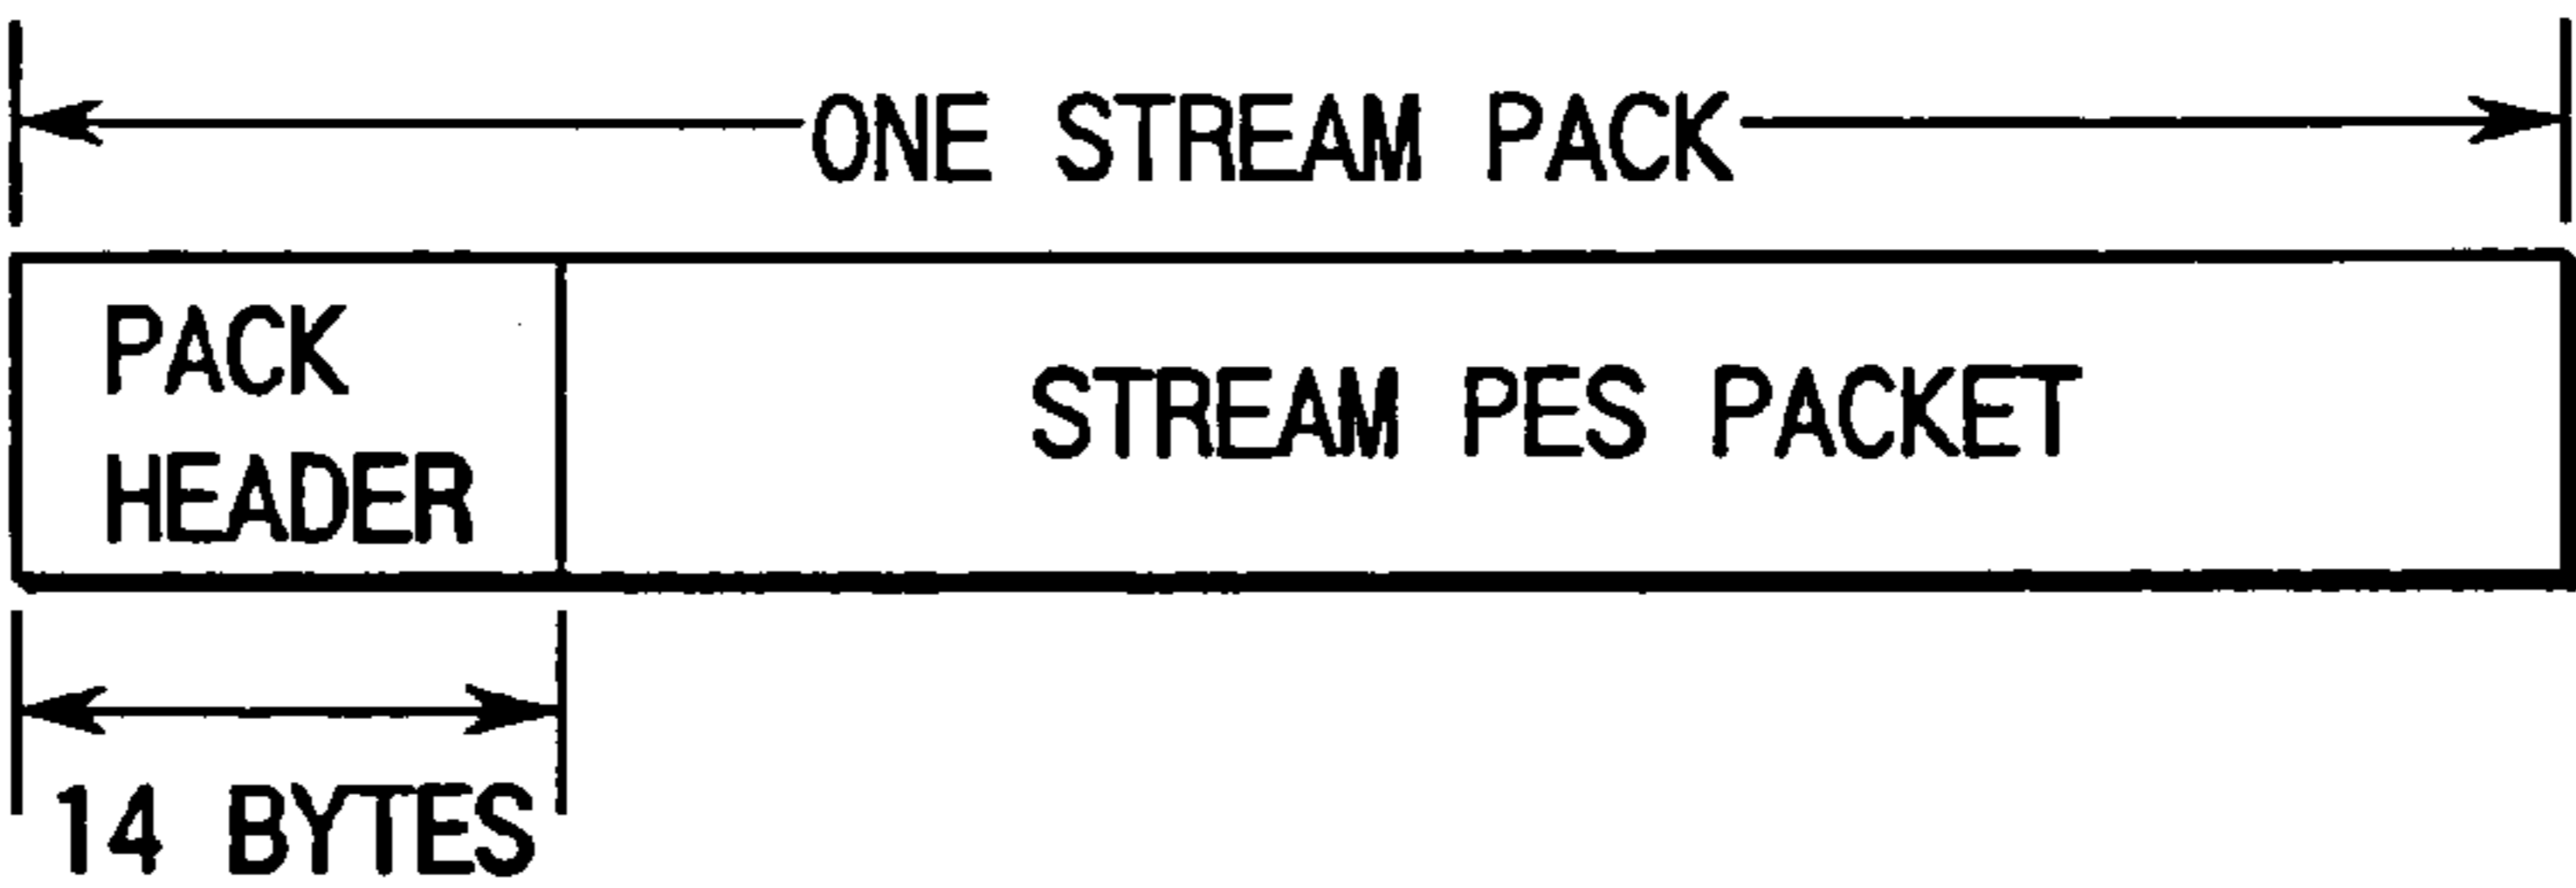 ONE STREAM PACK
PACK
HEADER
STREAM PES PACKET
14 BYTES